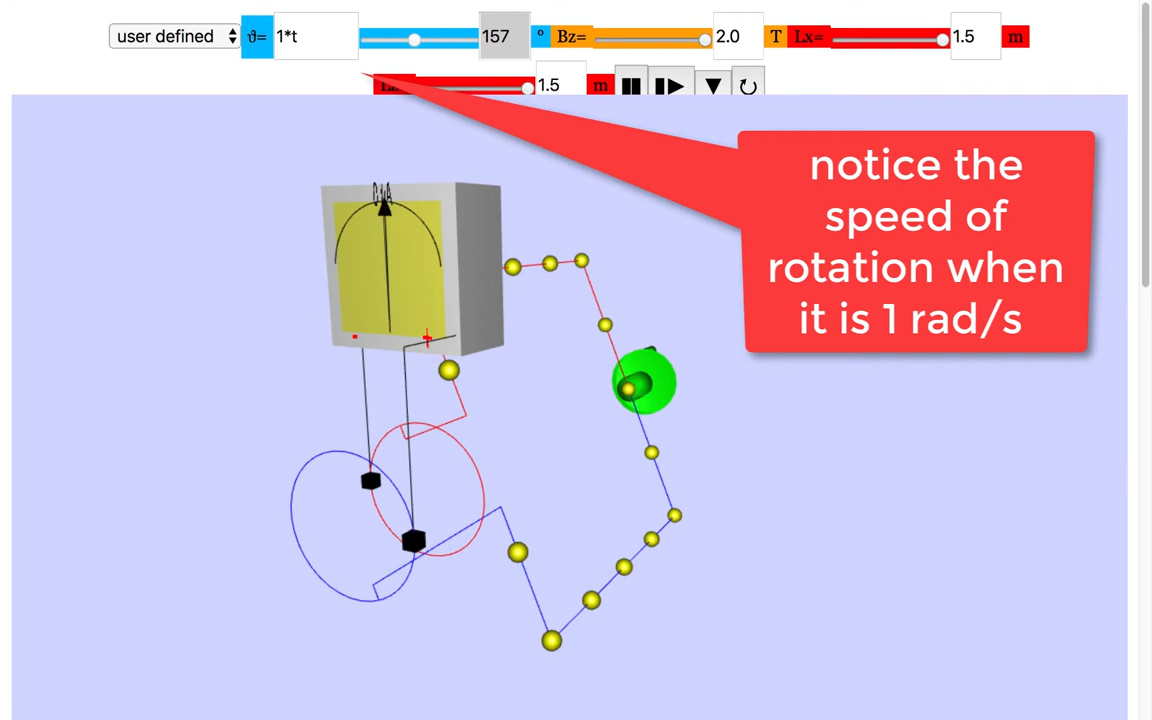 user defined ϑ= 1*t 157 º Bz= 2.0 T Lx= 1.5 m
1.5 m
notice the
speed of
rotation when
it is 1 rad/s